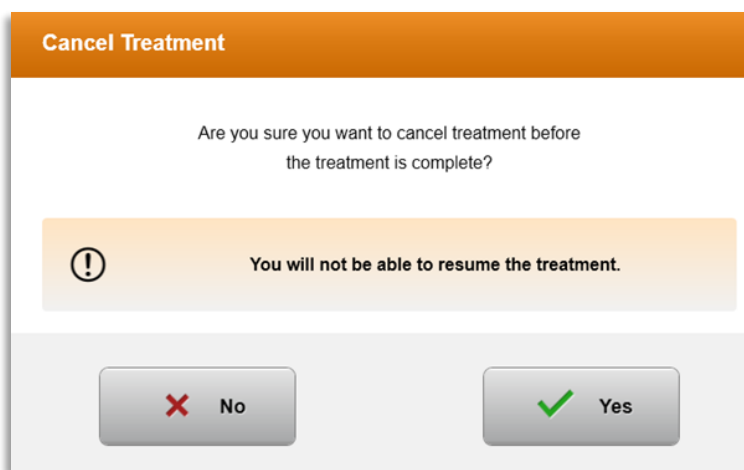 Cancel Treatment
Are you sure you want to cancel treatment before
the treatment is complete?
You will not be able to resume the treatment.
No
Yes